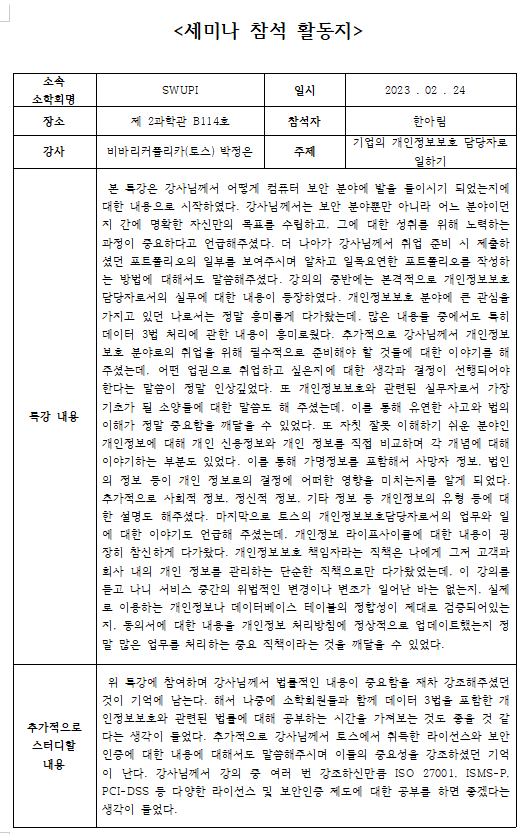 <세미나 참석 활동지>
소속
소학회명
SWUPI
일시
2023 . 02 . 24
장소
제 2과학관 B114호
참석자
한아림
강사
비바리커플리카(토스) 박정은
주제
기업의 개인정보보호 담당자로
일하기
특강 내용
본 특강은 강사님께서 어떻게 컴퓨터 보안 분야에 발을 들이시기 되었는지에
대한 내용으로 시작하였다. 강사님께서는 보안 분야뿐만 아니라 어느 분야이던
지 간에 명확한 자신만의 목표를 수립하고, 그에 대한 성취를 위해 노력하는
과정이 중요하다고 언급해주셨다. 더 나아가 강사님께서 취업 준비 시 제출하
셨던 포트폴리오의 일부를 보여주시며 알차고 일목요연한 포트폴리오를 작성하
는 방법에 대해서도 말씀해주셨다. 강의의 중반에는 본격적으로 개인정보보호
담당자로서의 실무에 대한 내용이 등장하였다. 개인정보보호 분야에 큰 관심을
가지고 있던 나로서는 정말 흥미롭게 다가왔는데, 많은 내용들 중에서도 특히
데이터 3법 처리에 관한 내용이 흥미로웠다. 추가적으로 강사님께서 개인정보
보호 분야로의 취업을 위해 필수적으로 준비해야 할 것들에 대한 이야기를 해
주셨는데, 어떤 업권으로 취업하고 싶은지에 대한 생각과 결정이 선행되어야
한다는 말씀이 정말 인상깊었다. 또 개인정보보호와 관련된 실무자로서 가장
기초가 될 소양들에 대한 말씀도 해 주셨는데, 이를 통해 유연한 사고와 법의
이해가 정말 중요함을 깨달을 수 있었다. 또 자칫 잘못 이해하기 쉬운 분야인
개인정보에 대해 개인 신용정보와 개인 정보를 직접 비교하며 각 개념에 대해
이야기하는 부분도 있었다. 이를 통해 가명정보를 포함해서 사망자 정보, 법인
의 정보 등이 개인 정보로의 결정에 어떠한 영향을 미치는지를 알게 되었다.
추가적으로 사회적 정보, 정신적 정보, 기타 정보 등 개인정보의 유형 등에 대
한 설명도 해주셨다. 마지막으로 토스의 개인정보보호담당자로서의 업무와 일
에 대한 이야기도 언급해 주셨는데, 개인정보 라이프사이클에 대한 내용이 굉
장히 참신하게 다가왔다. 개인정보보호 책임자라는 직책은 나에게 그저 고객과
회사 내의 개인 정보를 관리하는 단순한 직책으로만 다가왔었는데, 이 강의를
듣고 나니 서비스 중간의 위법적인 변경이나 변조가 일어난 바는 없는지, 실제
로 이용하는 개인정보나 데이터베이스 테이블의 정합성이 제대로 검증되어있는
지, 동의서에 대한 내용을 개인정보 처리방침에 정상적으로 업데이트했는지 정
말 많은 업무를 처리하는 중요 직책이라는 것을 깨달을 수 있었다.
추가적으로
스터디할
내용
위 특강에 참여하며 강사님께서 법률적인 내용이 중요함을 재차 강조해주셨던
것이 기억에 남는다. 해서 나중에 소학회원들과 함께 데이터 3법을 포함한 개
인정보보호와 관련된 법률에 대해 공부하는 시간을 가져보는 것도 좋을 것 같
다는 생각이 들었다. 추가적으로 강사님께서 토스에서 취득한 라이선스와 보안
인증에 대한 내용에 대해서도 말씀해주시며 이들의 중요성을 강조하셨던 기억
이 난다. 강사님께서 강의 중 여러 번 강조하신만큼 ISO 27001, ISMS-P,
PCI-DSS 등 다양한 라이선스 및 보안인증 제도에 대한 공부를 하면 좋겠다는
생각이 들었다.